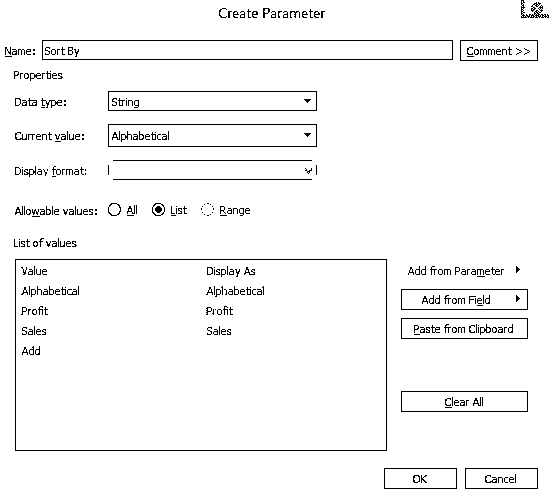 Create Parameter
Name: Sort By Comment >>
Properties
Data type: String
Current value: Alphabetical
Display format:
Allowable values: All List Range
List of values
Value Display As
Alphabetical Alphabetical
Profit Profit
Sales Sales
Add
Add from Parameter
Add from Field
Paste from Clipboard
Clear All
OK Cancel